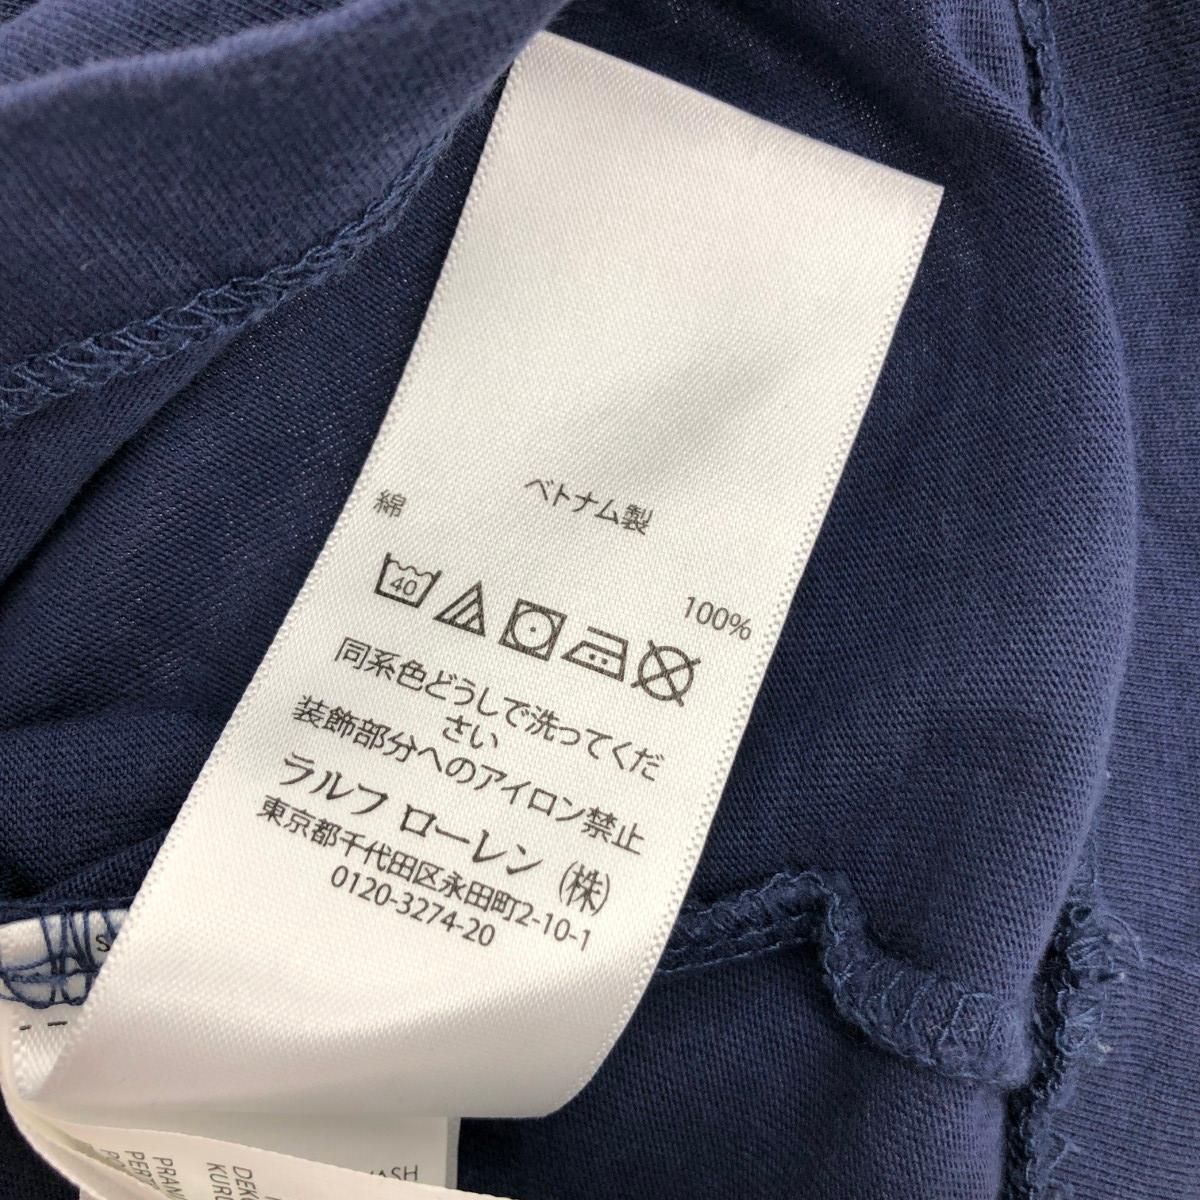 ベトナム製
綿 100%
40
同系色どうしで洗ってくだ
さい
装飾部分へのアイロン禁止
ラルフ ローレン (株)
東京都千代田区永田町2-10-1
0120-3274-20
S